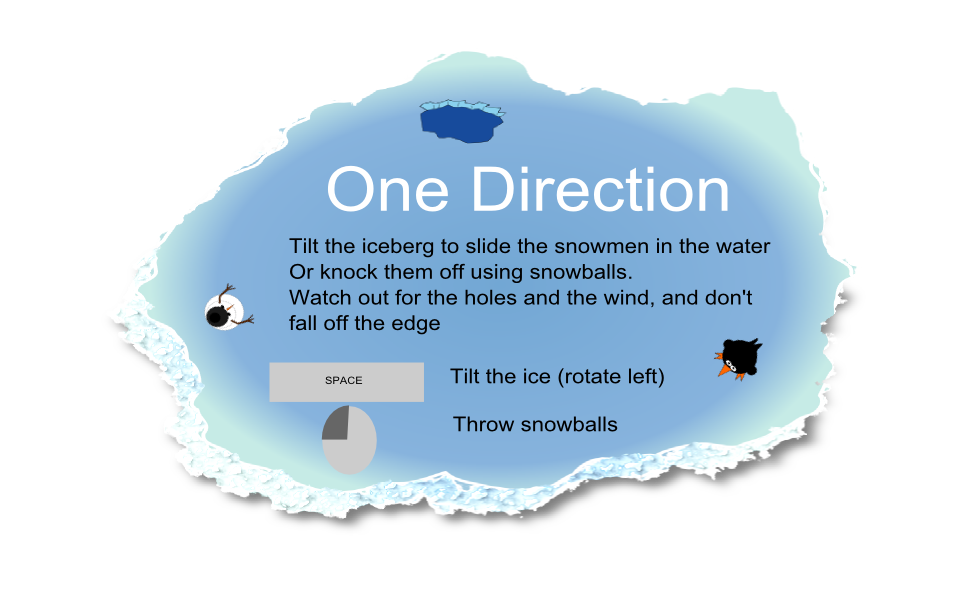 One Direction
Tilt the iceberg to slide the snowmen in the water
Or knock them off using snowballs.
Watch out for the holes and the wind, and don't
fall off the edge
SPACE
Tilt the ice (rotate left)
Throw snowballs